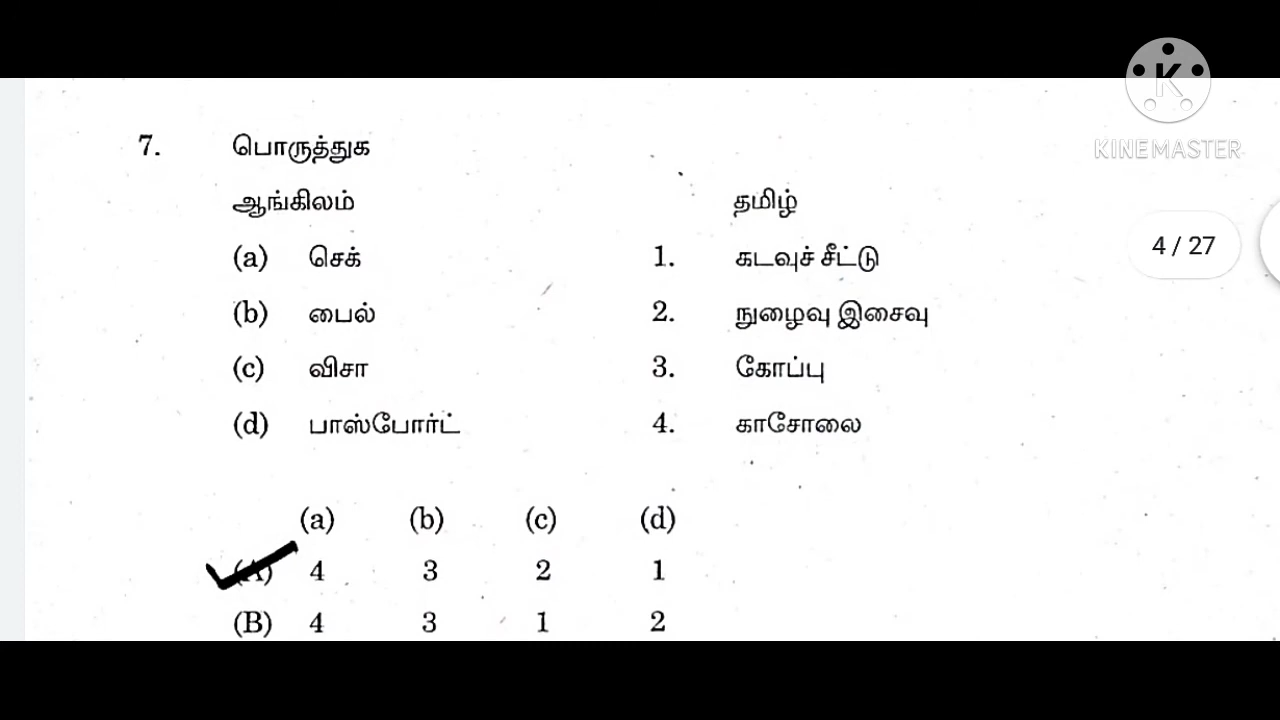 K
KINEMASTER
7. பொருத்துக
ஆங்கிலம் தமிழ்
(a) செக் 1. கடவுச் சீட்டு
4 / 27
(b) பைல் 2. நுழைவு இசைவு
(c) விசா 3. கோப்பு
(d) பாஸ்போர்ட் 4. காசோலை
(a) (b) (c) (d)
(A) 4 3 2 1
(B) 4 3 1 2